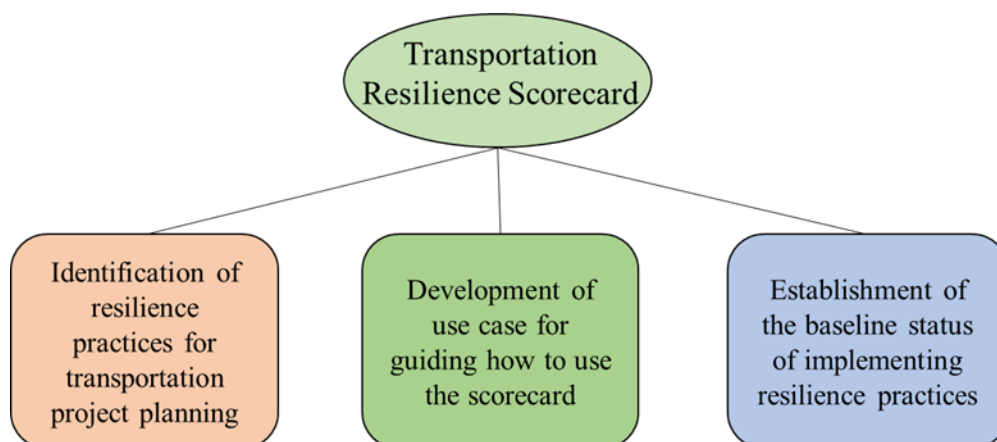 Transportation
Resilience Scorecard
Identification of
resilience
practices for
transportation
project planning
Development of
use case for
guiding how to use
the scorecard
Establishment of
the baseline status
of implementing
resilience practices